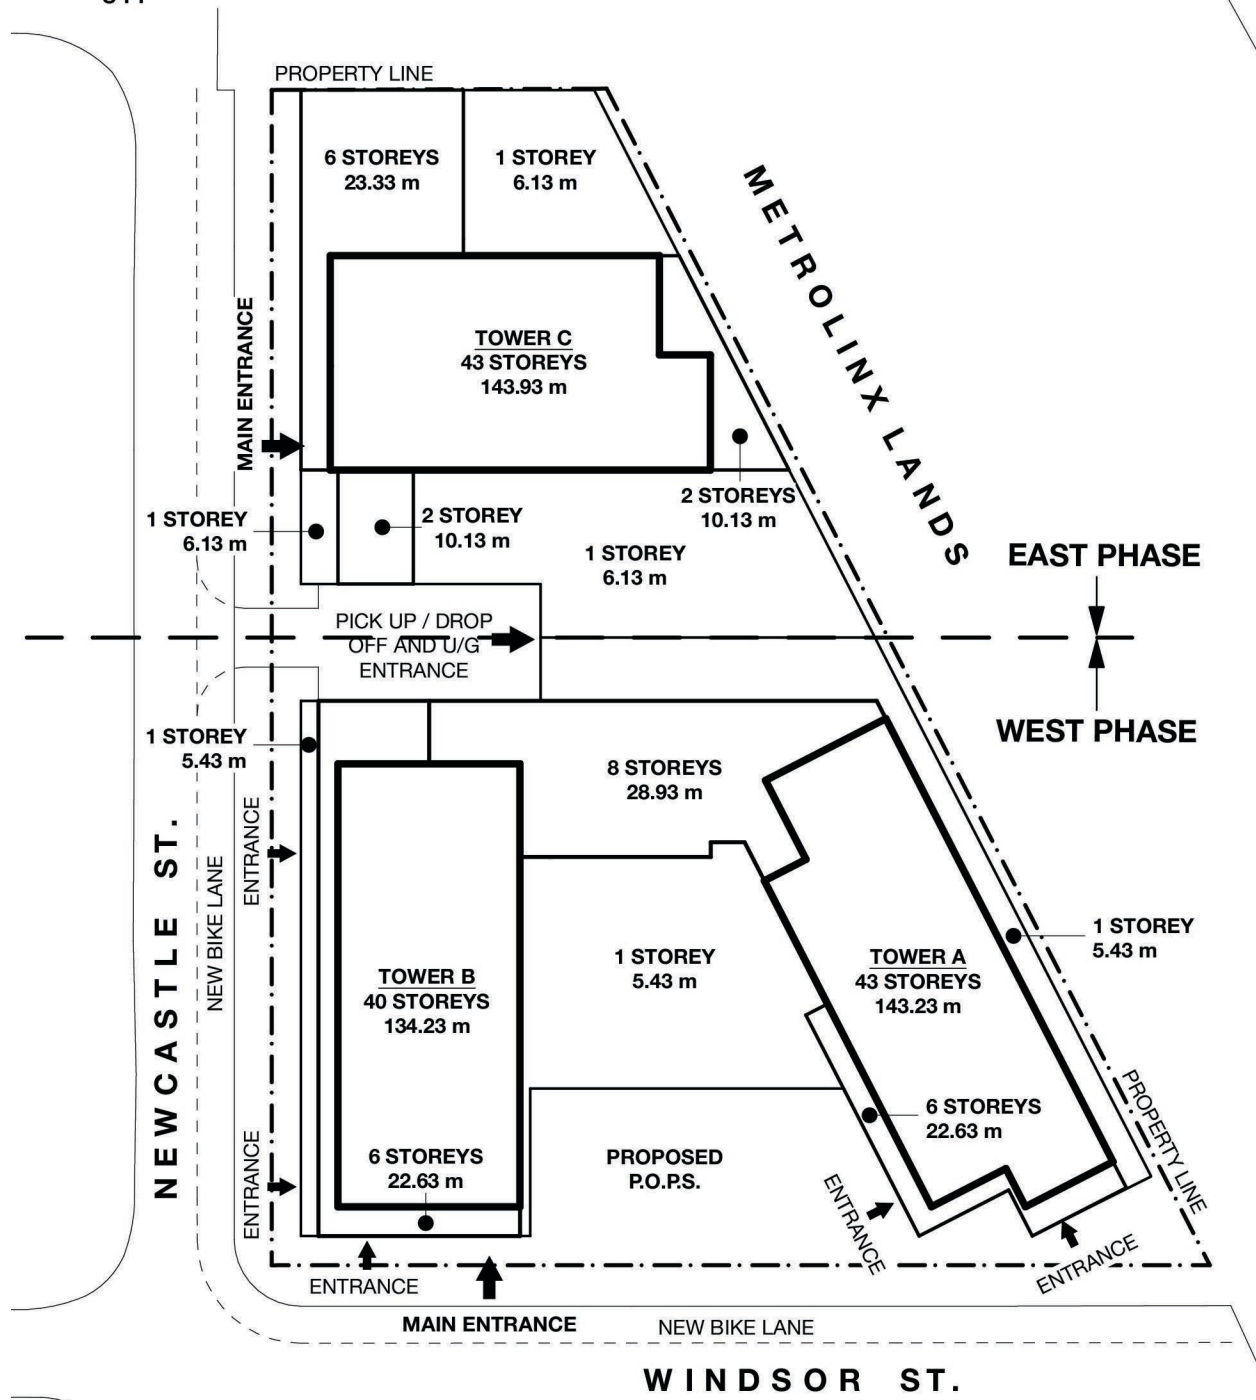 PROPERTY LINE
6 STOREYS
23.33 m
1 STOREY
6.13 m
METROLINX LANDS
TOWER C
43 STOREYS
143.93 m
MAIN ENTRANCE
2 STOREYS
10.13 m
1 STOREY
6.13 m
2 STOREY
10.13 m
1 STOREY
6.13 m
EAST PHASE
PICK UP / DROP
OFF AND U/G
ENTRANCE
WEST PHASE
1 STOREY
5.43 m
8 STOREYS
28.93 m
ENTRANCE
NEWCASTLE ST.
NEW BIKE LANE
1 STOREY
5.43 m
1 STOREY
5.43 m
TOWER A
43 STOREYS
143.23 m
TOWER B
40 STOREYS
134.23 m
6 STOREYS
22.63 m
PROPERTY LINE
6 STOREYS
22.63 m
PROPOSED
P.O.P.S.
ENTRANCE
ENTRANCE
ENTRANCE
ENTRANCE
MAIN ENTRANCE
NEW BIKE LANE
WINDSOR ST.